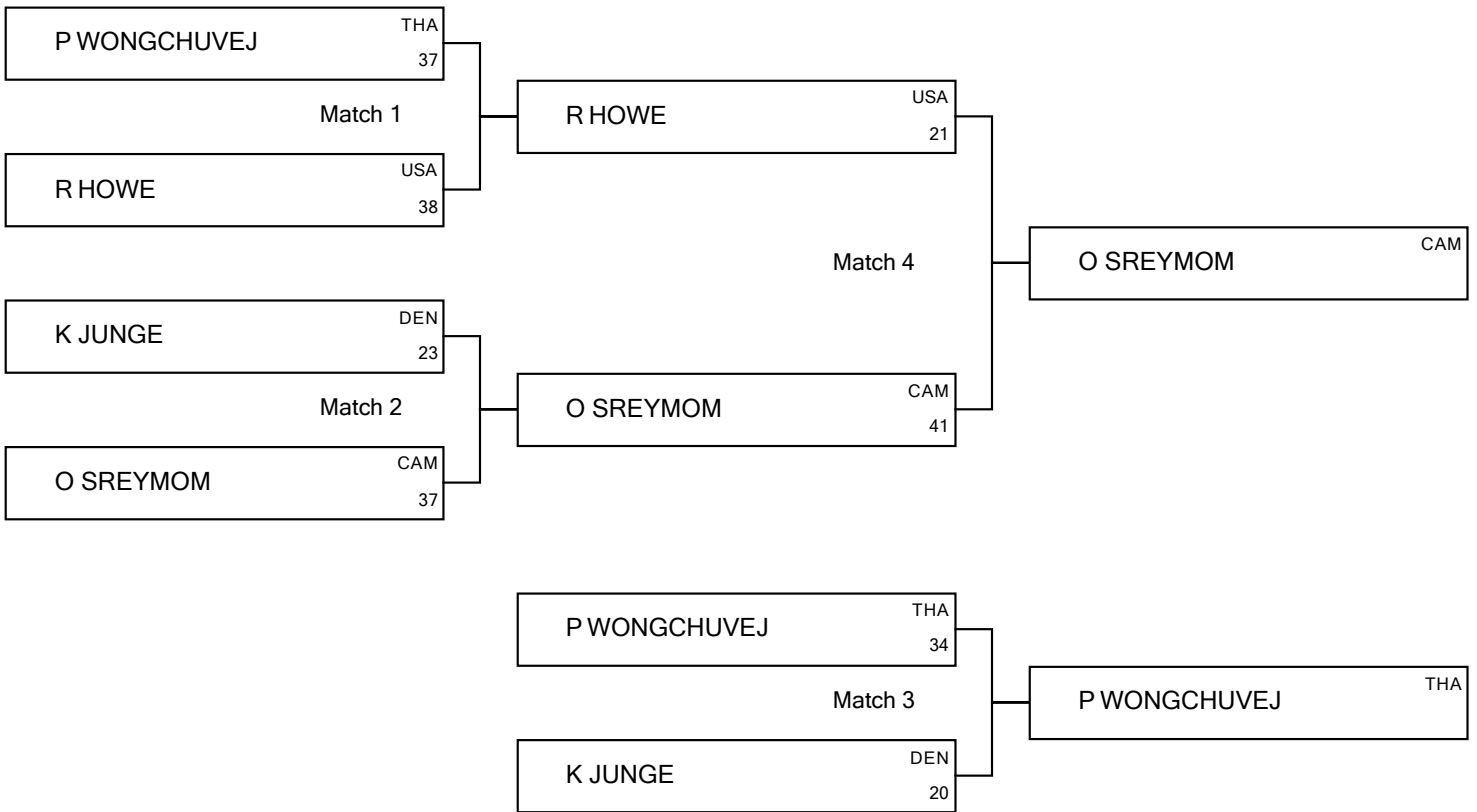 P WONGCHUVEJ THA
37
Match 1
R HOWE USA
38
R HOWE USA
21
K JUNGE DEN
23
Match 2
O SREYMOM CAM
37
O SREYMOM CAM
41
Match 4
O SREYMOM CAM
P WONGCHUVEJ THA
34
Match 3
K JUNGE DEN
20
P WONGCHUVEJ THA